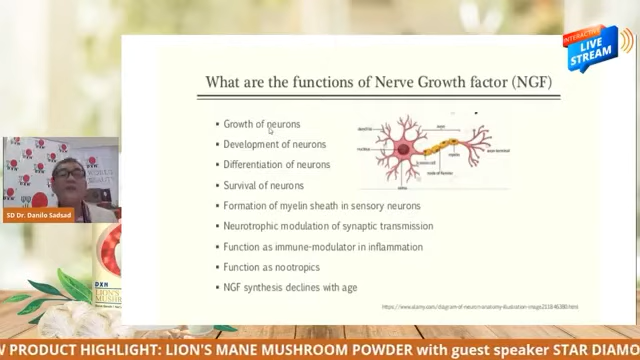 INTERACTIVE
LIVE
STREAM
What are the functions of Nerve Growth factor (NGF)
▪ Growth of neurons
▪ Development of neurons
▪ Differentiation of neurons
▪ Survival of neurons
▪ Formation of myelin sheath in sensory neurons
▪ Neurotrophic modulation of synaptic transmission
▪ Function as immune-modulator in inflammation
▪ Function as nootropics
▪ NGF synthesis declines with age
SD Dr. Danilo Sadsad
DXN
LION'S
W PRODUCT HIGHLIGHT: LION'S MANE MUSHROOM POWDER with guest speaker STAR DIAMO